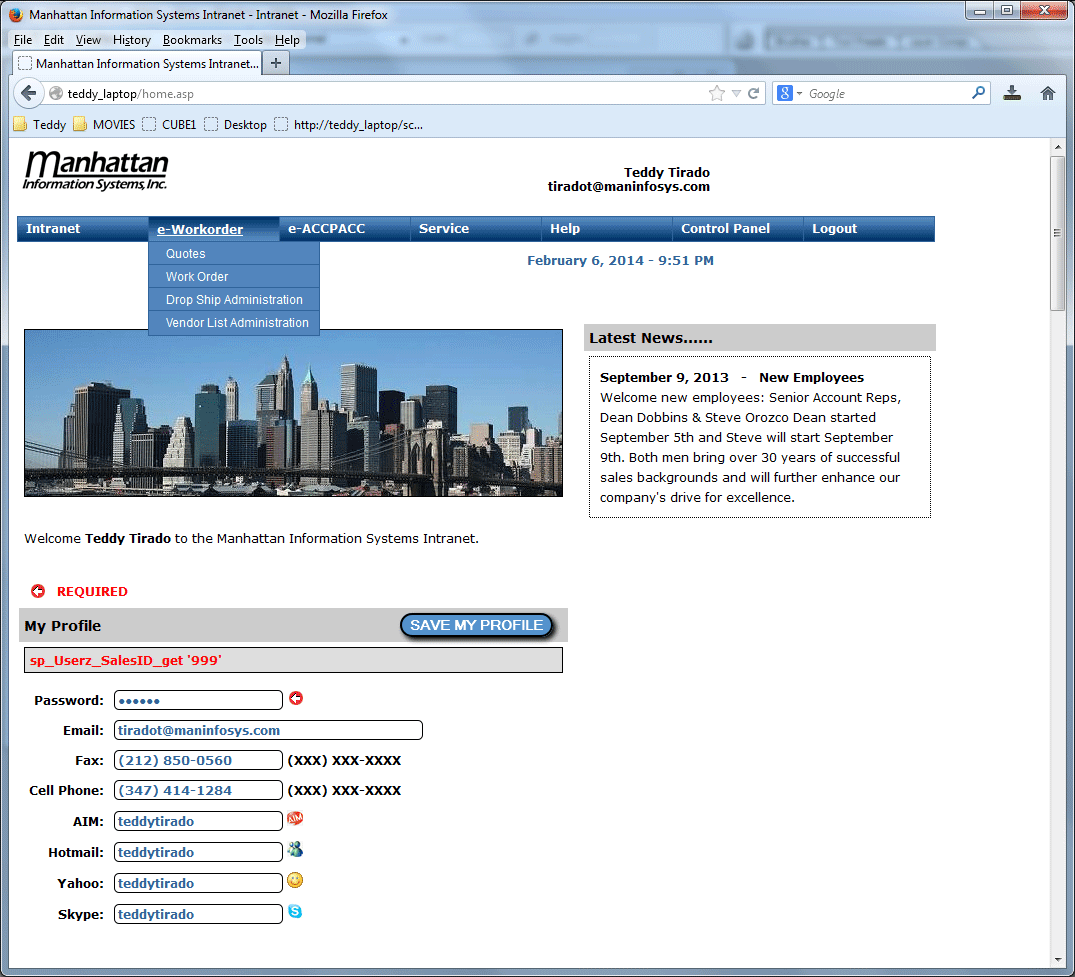 Manhattan Information Systems Intranet - Intranet - Mozilla Firefox
File Edit View History Bookmarks Tools Help
Manhattan Information Systems Intranet...
teddy_laptop/home.asp
Google
Teddy MOVIES CUBE1 Desktop http://teddy_laptop/sc...
Manhattan
Information Systems, Inc.
Teddy Tirado
tiradot@maninfosys.com
Intranet e-Workorder e-ACCPACC Service Help Control Panel Logout
Quotes
Work Order
Drop Ship Administration
Vendor List Administration
February 6, 2014 - 9:51 PM
Latest News......
September 9, 2013 - New Employees
Welcome new employees: Senior Account Reps,
Dean Dobbins & Steve Orozco Dean started
September 5th and Steve will start September
9th. Both men bring over 30 years of successful
sales backgrounds and will further enhance our
company's drive for excellence.
Welcome Teddy Tirado to the Manhattan Information Systems Intranet.
REQUIRED
My Profile SAVE MY PROFILE
sp_Userz_SalesID_get '999'
Password: ••••••
Email: tiradot@maninfosys.com
Fax: (212) 850-0560 (XXX) XXX-XXXX
Cell Phone: (347) 414-1284 (XXX) XXX-XXXX
AIM: teddytirado
Hotmail: teddytirado
Yahoo: teddytirado
Skype: teddytirado